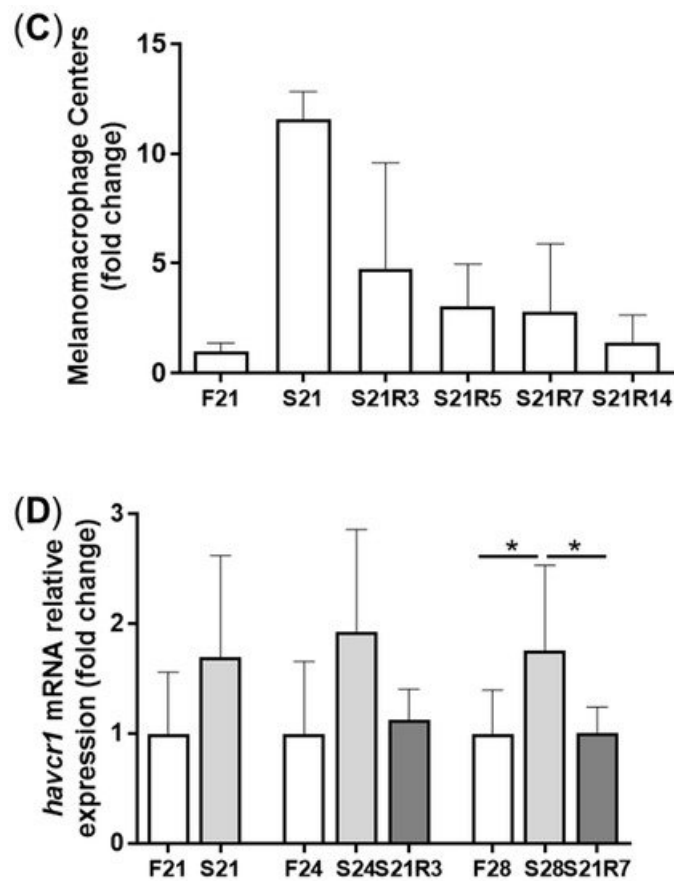 (C)
Melanomacrophage Centers
(fold change)
15
10
5
0
F21 S21 S21R3 S21R5 S21R7 S21R14
(D)
havcr1 mRNA relative
expression (fold change)
3
2
1
0
* *
F21 S21 F24 S24 S21R3 F28 S28 S21R7